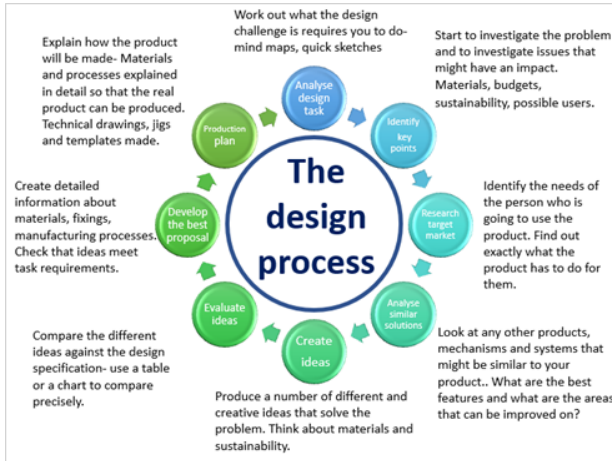 Work out what the design
challenge is requires you to do-
mind maps, quick sketches
Analyse
design
task
Start to investigate the problem
and to investigate issues that
might have an impact.
Materials, budgets,
sustainability, possible users.
Identify
key
points
Identify the needs of
the person who is
going to use the
product. Find out
exactly what the
product has to do for
them.
Research
target
market
Look at any other products,
mechanisms and systems that
might be similar to your
product.. What are the best
features and what are the areas
that can be improved on?
Analyse
similar
solutions
Create
ideas
Produce a number of different and
creative ideas that solve the
problem. Think about materials and
sustainability.
Evaluate
ideas
Compare the different
ideas against the design
specification- use a table
or a chart to compare
precisely.
Develop
the best
proposal
Create detailed
information about
materials, fixings,
manufacturing processes.
Check that ideas meet
task requirements.
Production
plan
Explain how the product
will be made- Materials
and processes explained
in detail so that the real
product can be produced.
Technical drawings, jigs
and templates made.
The
design
process